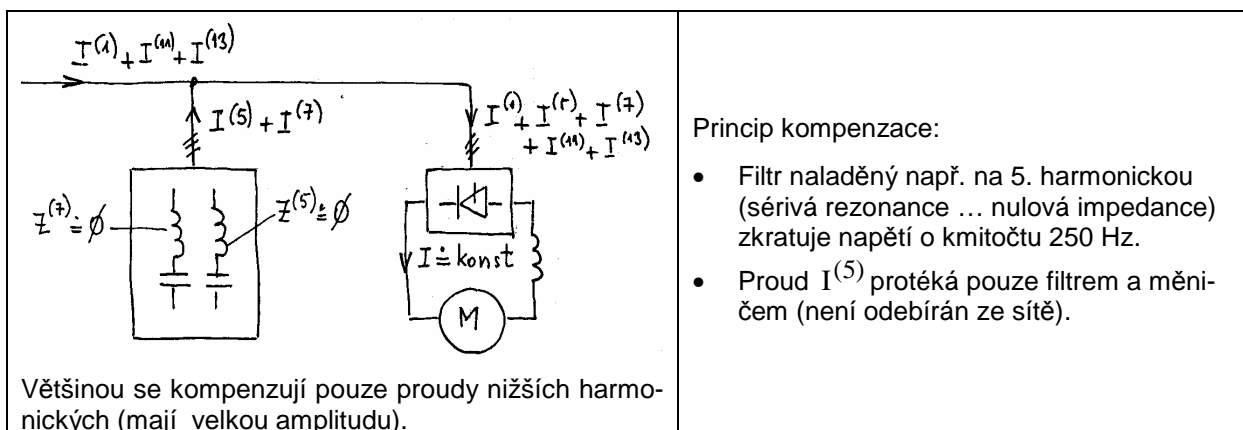 I^(1) + I^(11) + I^(13)
I^(5) + I^(7)
I^(1) + I^(5) + I^(7)
+ I^(11) + I^(13)
Z^(7) ≐ ∅
Z^(5) ≐ ∅
I ≐ konst
M
Většinou se kompenzují pouze proudy nižších harmo-
nických (mají velkou amplitudu).
Princip kompenzace:
• Filtr naladěný např. na 5. harmonickou
(sérivá rezonance … nulová impedance)
zkratuje napětí o kmitočtu 250 Hz.
• Proud I^(5) protéká pouze filtrem a měni-
čem (není odebírán ze sítě).